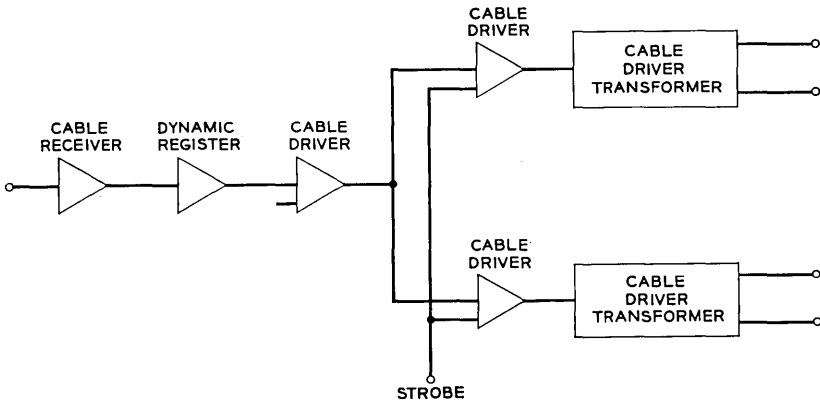 CABLE
DRIVER
CABLE
DRIVER
TRANSFORMER
CABLE
RECEIVER
DYNAMIC
REGISTER
CABLE
DRIVER
CABLE
DRIVER
CABLE
DRIVER
TRANSFORMER
STROBE